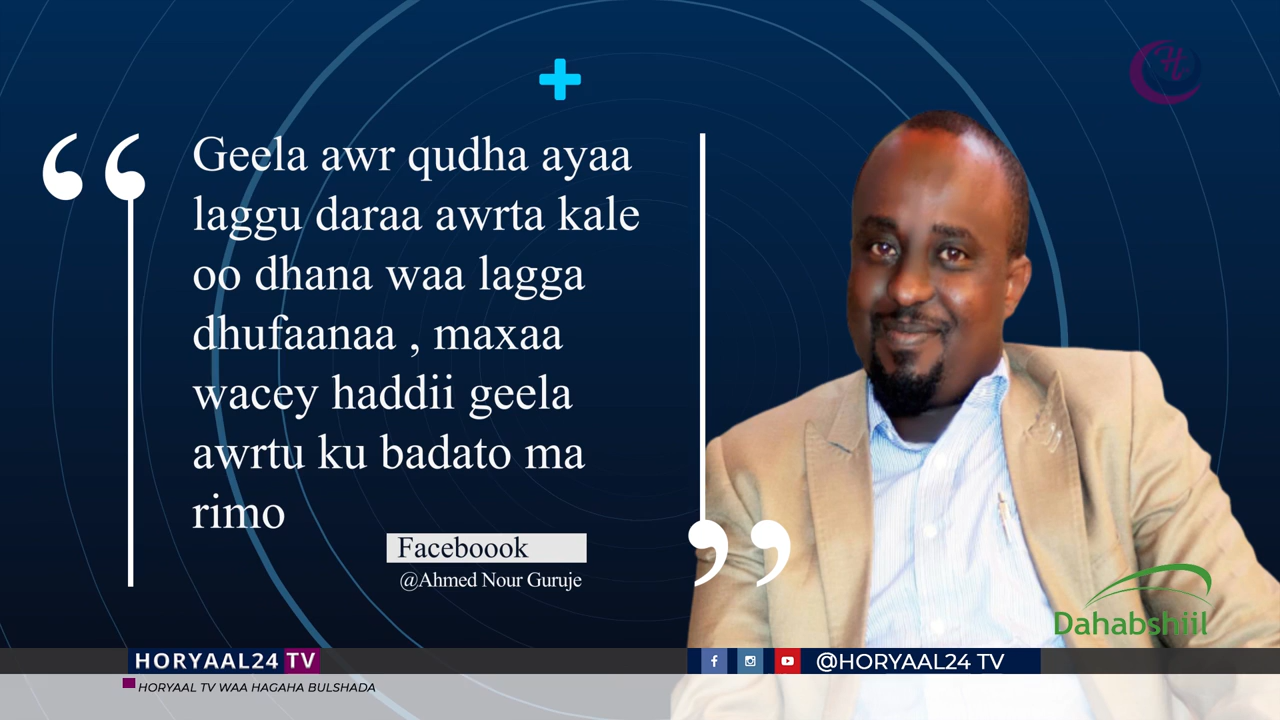 Geela awr qudha ayaa
laggu daraa awrta kale
oo dhana waa lagga
dhufaanaa , maxaa
wacey haddii geela
awrtu ku badato ma
rimo
Faceboook
@Ahmed Nour Guruje
Dahabshiil
HORYAAL24 TV
@HORYAAL24 TV
HORYAAL TV WAA HAGAHA BULSHADA